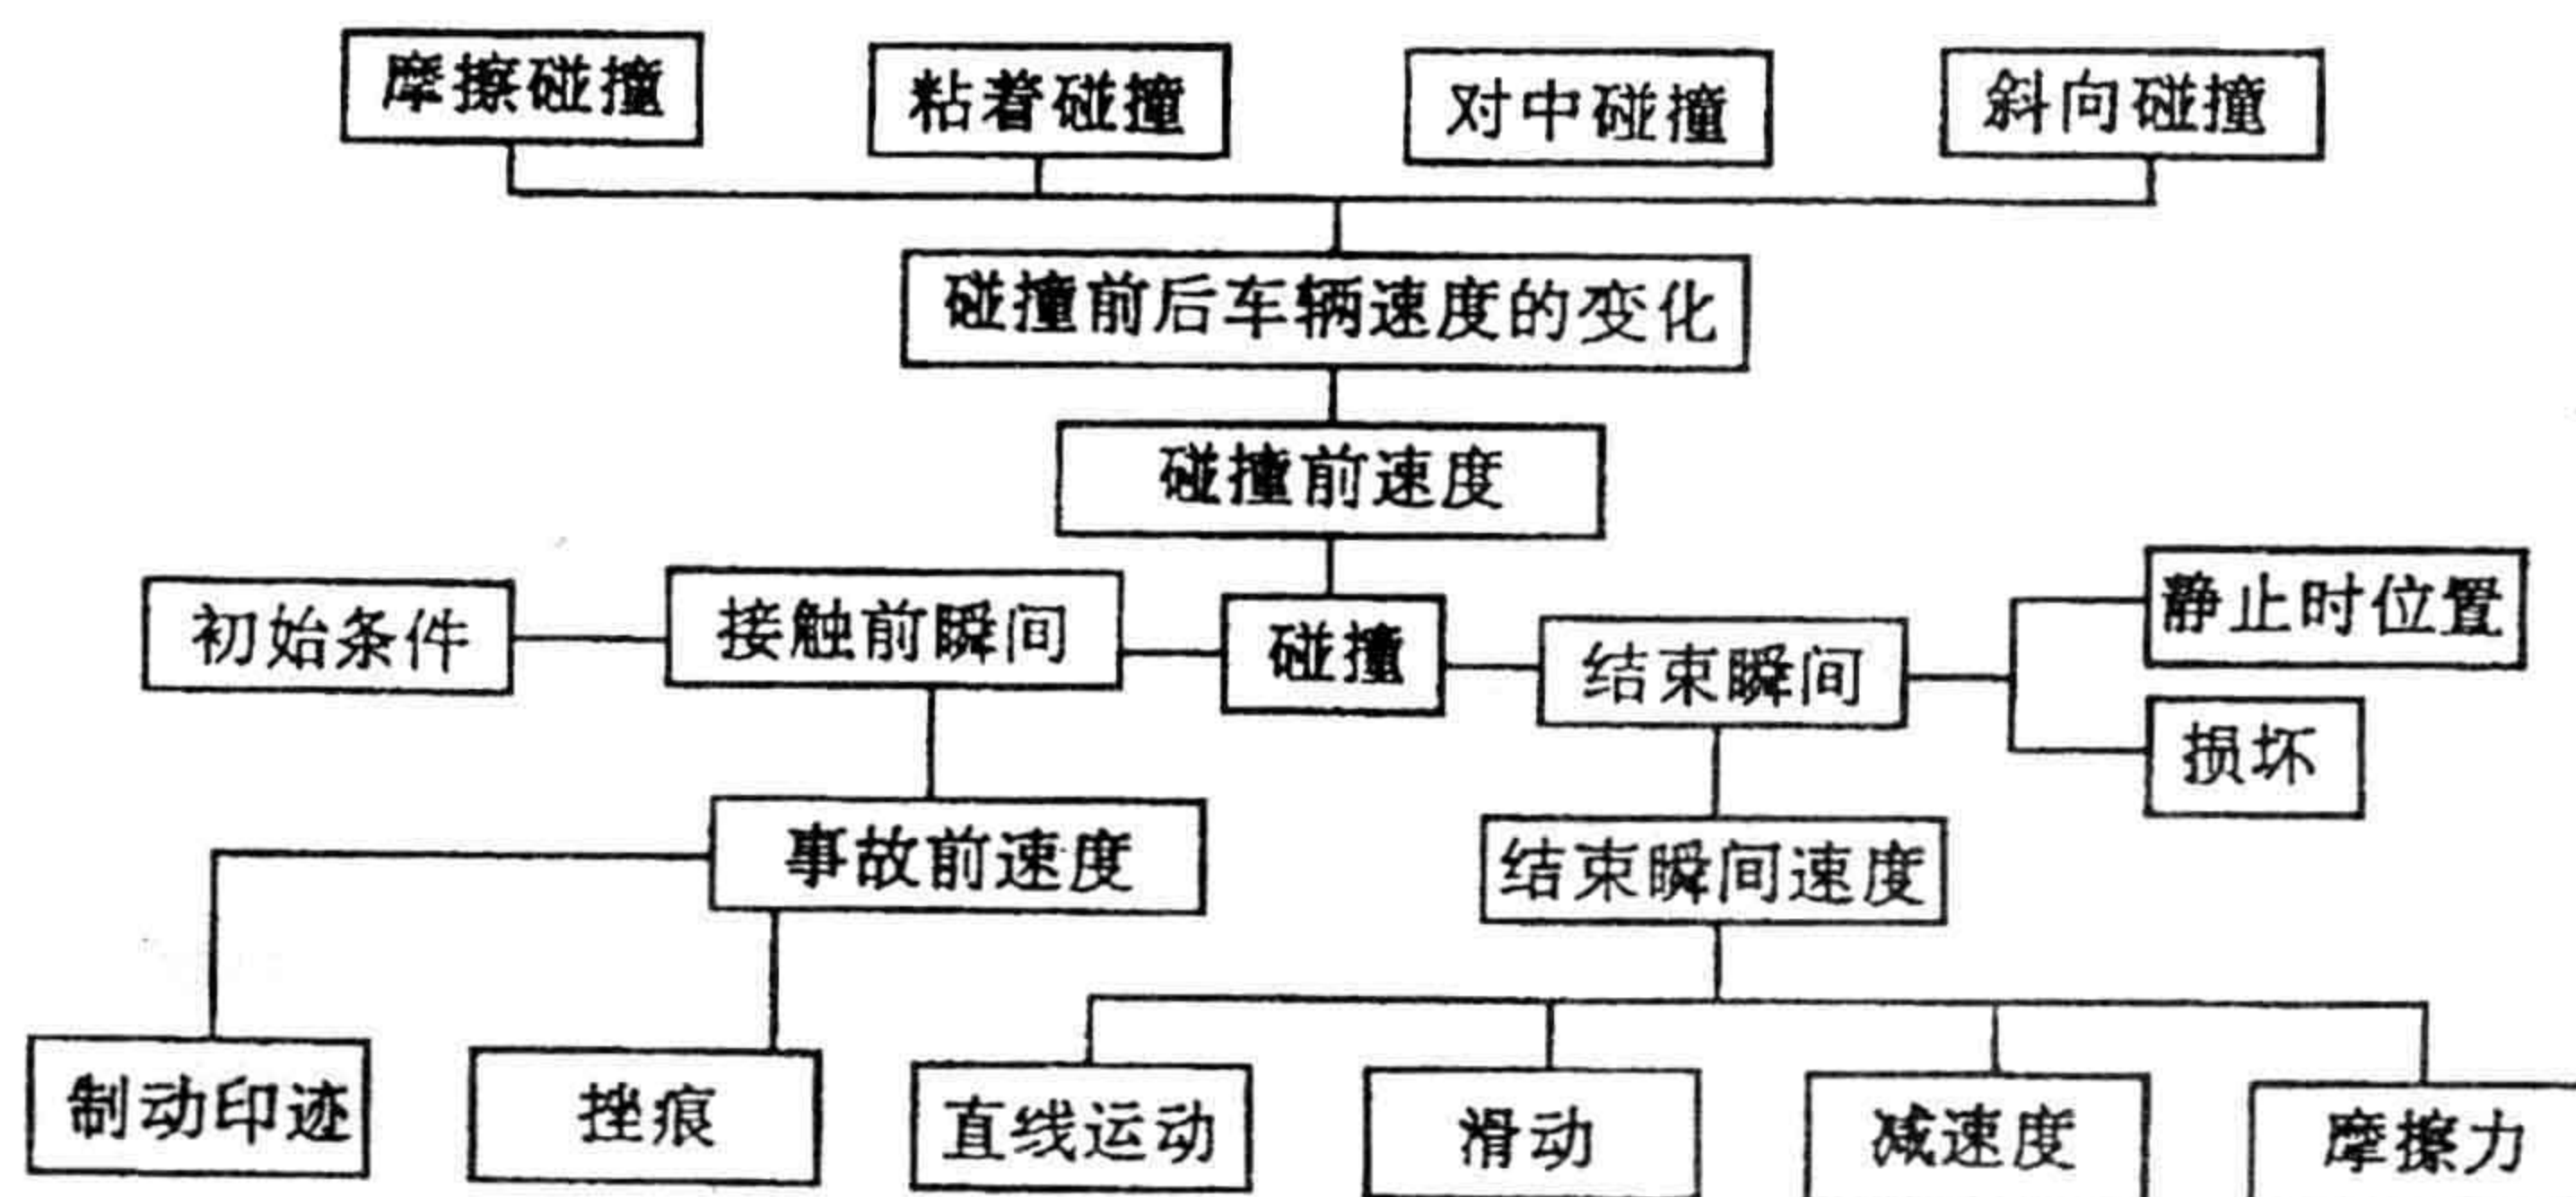 摩擦碰撞
粘着碰撞
对中碰撞
斜向碰撞
碰撞前后车辆速度的变化
碰撞前速度
初始条件
接触前瞬间
碰撞
结束瞬间
静止时位置
损坏
事故前速度
结束瞬间速度
制动印迹
挫痕
直线运动
滑动
减速度
摩擦力